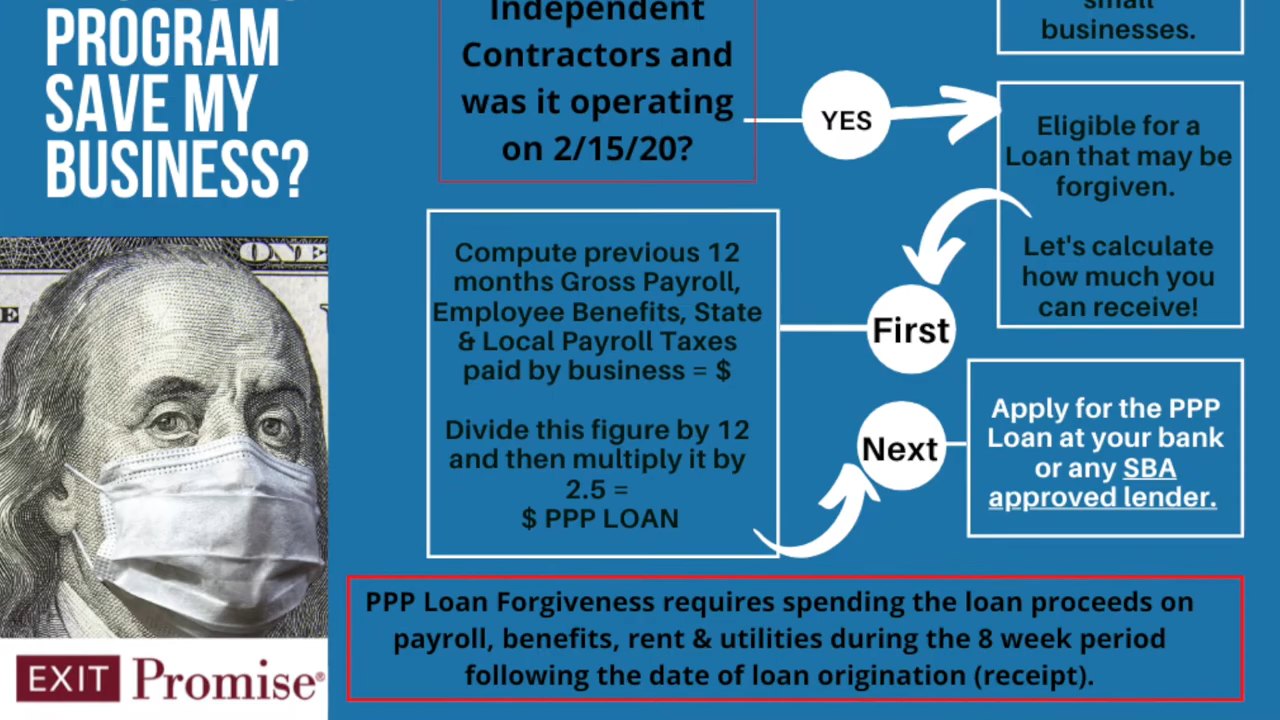 PROGRAM
SAVE MY
BUSINESS?
Independent
Contractors and
was it operating
on 2/15/20?
YES
small
businesses.
Eligible for a
Loan that may be
forgiven.
Let's calculate
how much you
can receive!
First
Compute previous 12
months Gross Payroll,
Employee Benefits, State
& Local Payroll Taxes
paid by business = $
Divide this figure by 12
and then multiply it by
2.5 =
$ PPP LOAN
Next
Apply for the PPP
Loan at your bank
or any SBA
approved lender.
PPP Loan Forgiveness requires spending the loan proceeds on
payroll, benefits, rent & utilities during the 8 week period
following the date of loan origination (receipt).
ONE
EXIT Promise®